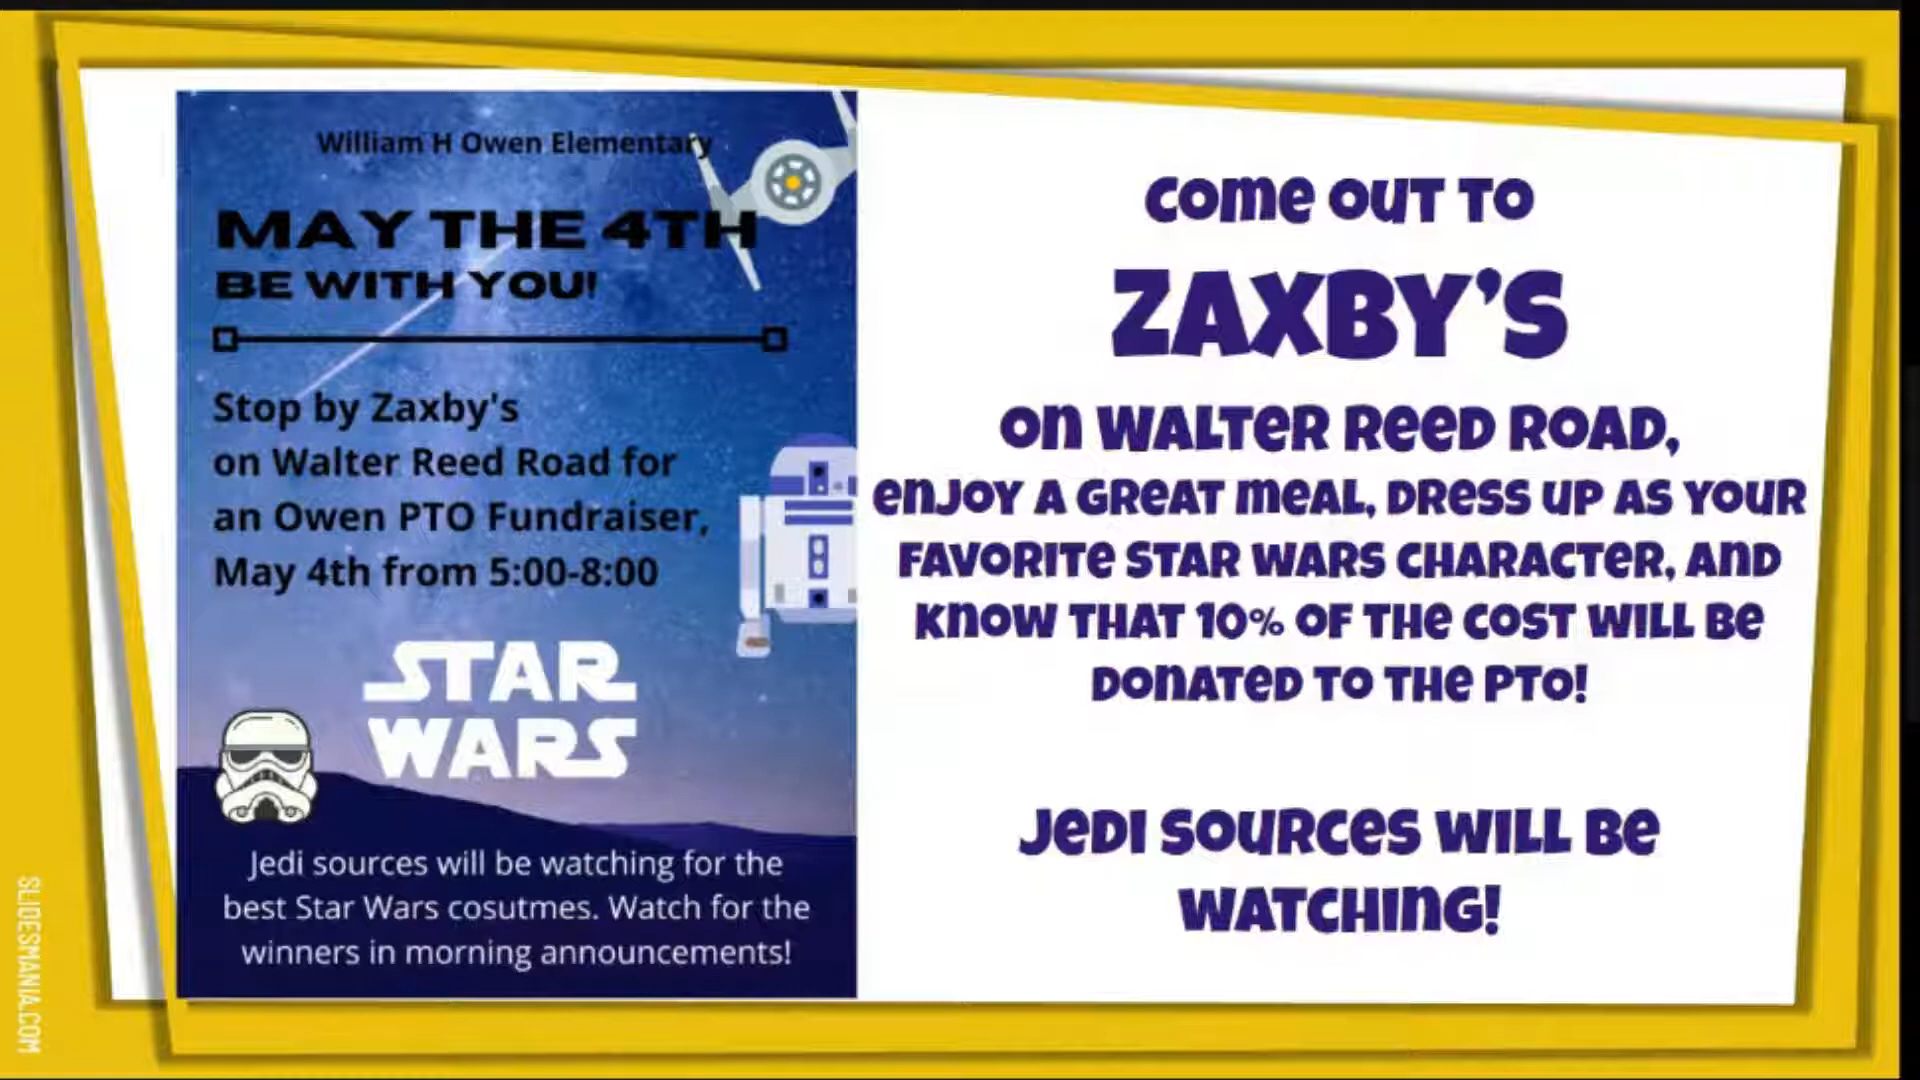 William H Owen Elementary
MAY THE 4TH
BE WITH YOU!
Stop by Zaxby's
on Walter Reed Road for
an Owen PTO Fundraiser,
May 4th from 5:00-8:00
STAR
WARS
Jedi sources will be watching for the
best Star Wars cosutmes. Watch for the
winners in morning announcements!
COME OUT TO
ZAXBY'S
ON WALTER REED ROAD,
ENJOY A GREAT MEAL, DRESS UP AS YOUR
FAVORITE STAR WARS CHARACTER, AND
KNOW THAT 10% OF THE COST WILL BE
DONATED TO THE PTO!
JEDI SOURCES WILL BE
WATCHING!
SLIDESMANIA.COM